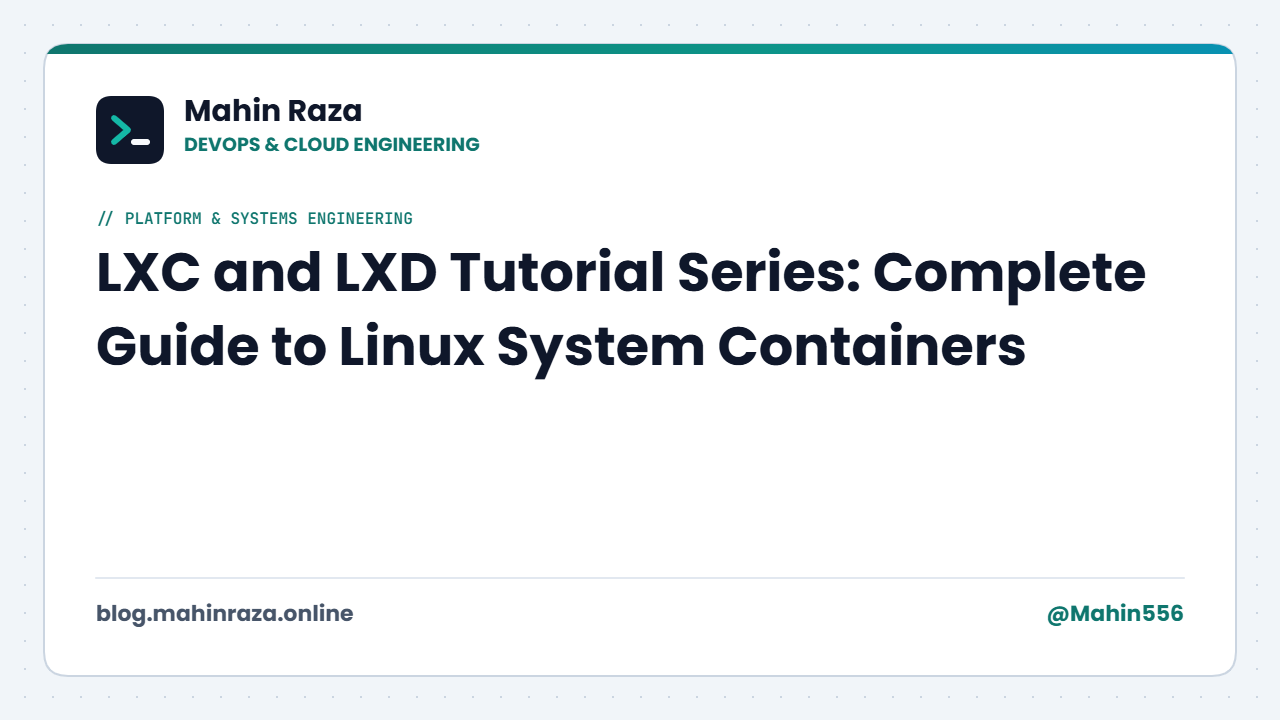 Mahin Raza
DEVOPS & CLOUD ENGINEERING
// PLATFORM & SYSTEMS ENGINEERING
LXC and LXD Tutorial Series: Complete
Guide to Linux System Containers
blog.mahinraza.online
@Mahin556